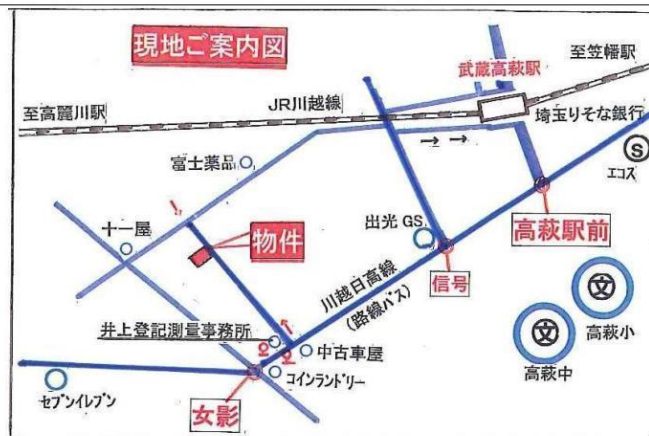 現地ご案内図
至笠幡駅
武蔵高萩駅
JR川越線
至高麗川駅
埼玉りそな銀行
→ →
S
エコス
富士薬品
十一屋
物件
出光 GS
高萩駅前
信号
川越日高線
(路線バス)
文
高萩小
文
高萩中
井上登記測量事務所
中古車屋
コインランドリー
セブンイレブン
女影